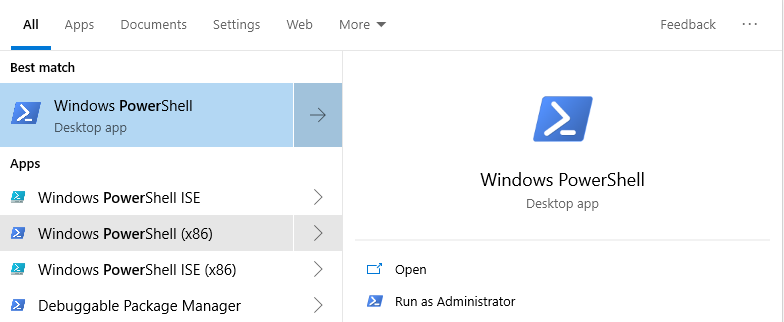 All Apps Documents Settings Web More Feedback ...
Best match
Windows PowerShell
Desktop app
Apps
Windows PowerShell ISE
Windows PowerShell (x86)
Windows PowerShell ISE (x86)
Debuggable Package Manager
Windows PowerShell
Desktop app
Open
Run as Administrator